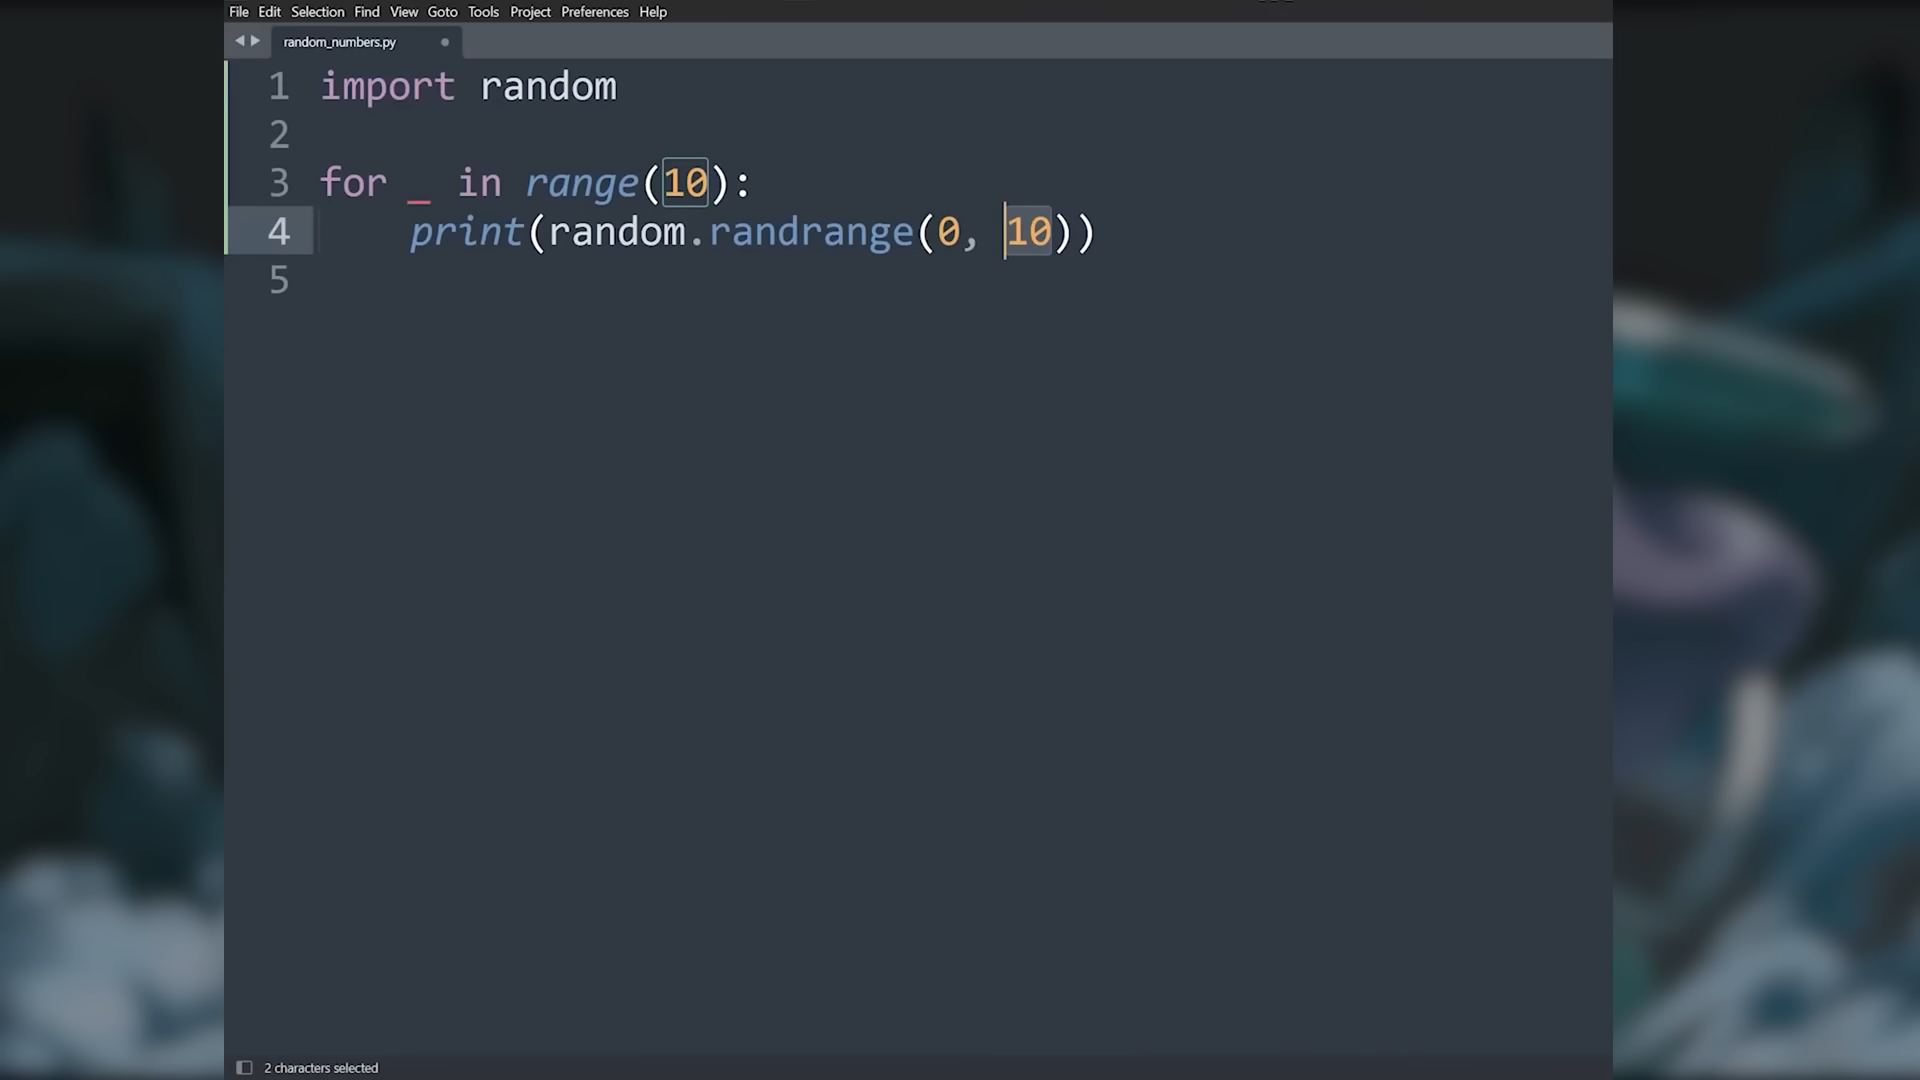 File Edit Selection Find View Goto Tools Project Preferences Help
random_numbers.py
1 import random
2
3 for _ in range(10):
4     print(random.randrange(0, 10))
5
2 characters selected